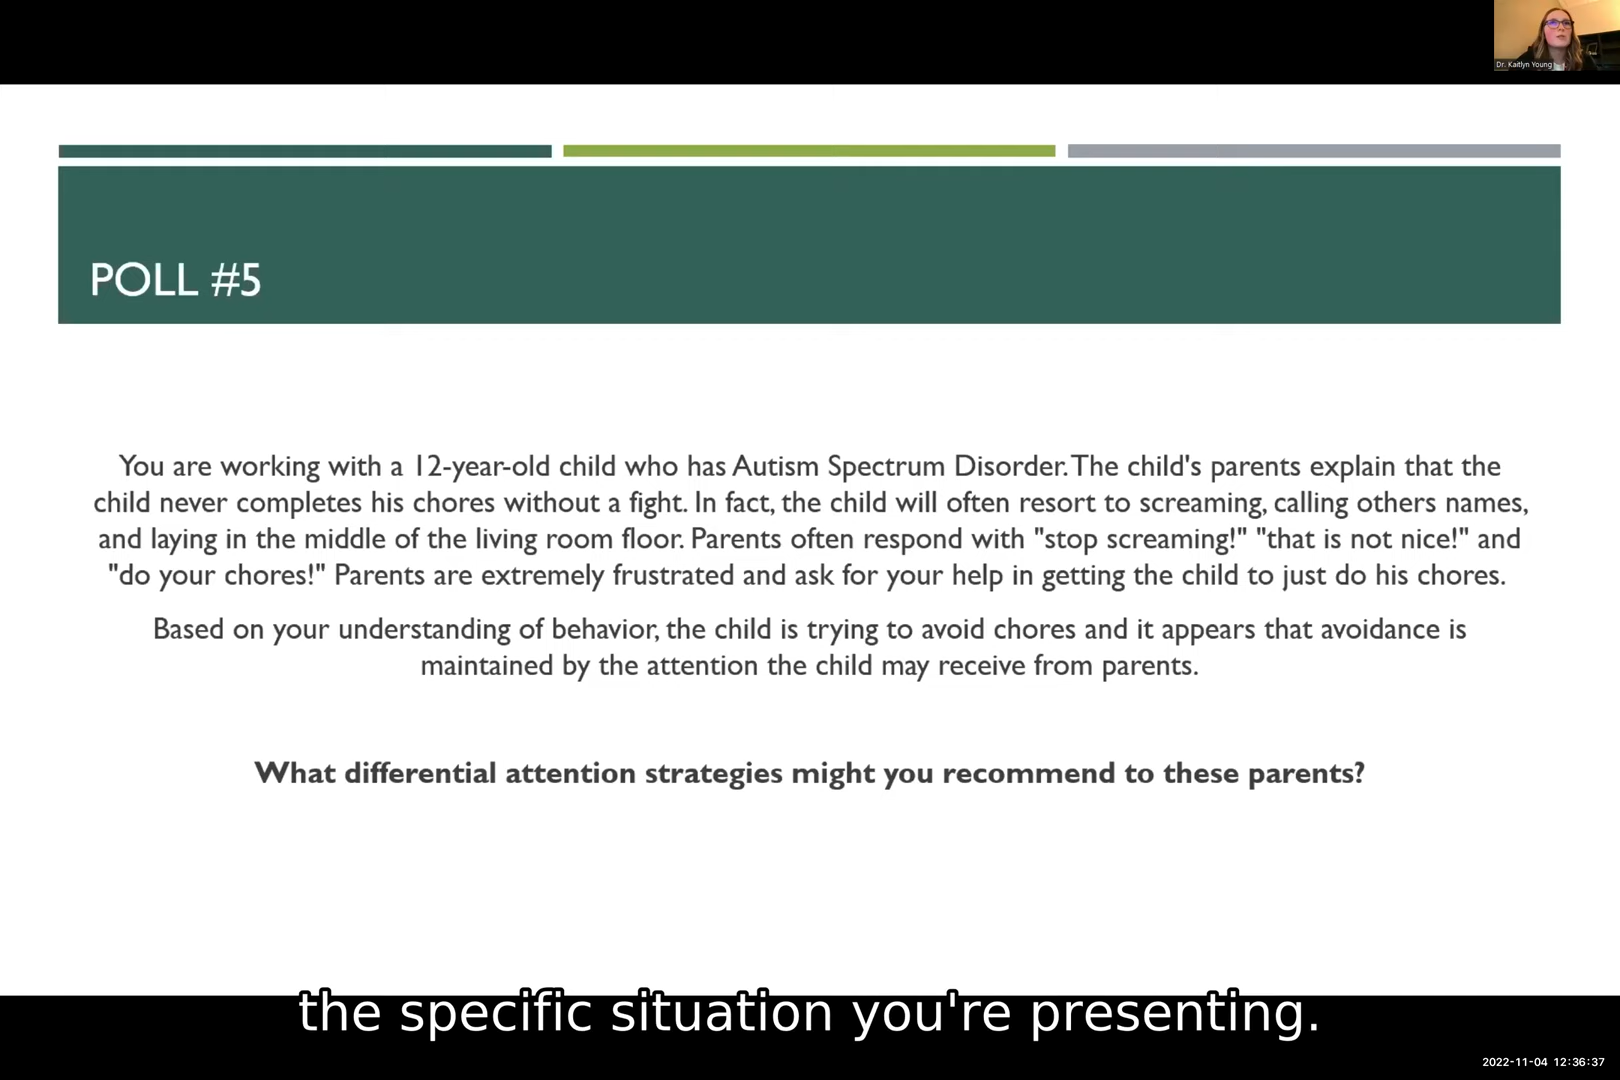 Dr. Kaitlyn Young
POLL #5
You are working with a 12-year-old child who has Autism Spectrum Disorder. The child's parents explain that the
child never completes his chores without a fight. In fact, the child will often resort to screaming, calling others names,
and laying in the middle of the living room floor. Parents often respond with "stop screaming!" "that is not nice!" and
"do your chores!" Parents are extremely frustrated and ask for your help in getting the child to just do his chores.
Based on your understanding of behavior, the child is trying to avoid chores and it appears that avoidance is
maintained by the attention the child may receive from parents.
What differential attention strategies might you recommend to these parents?
the specific situation you're presenting.
2022-11-04 12:36:37